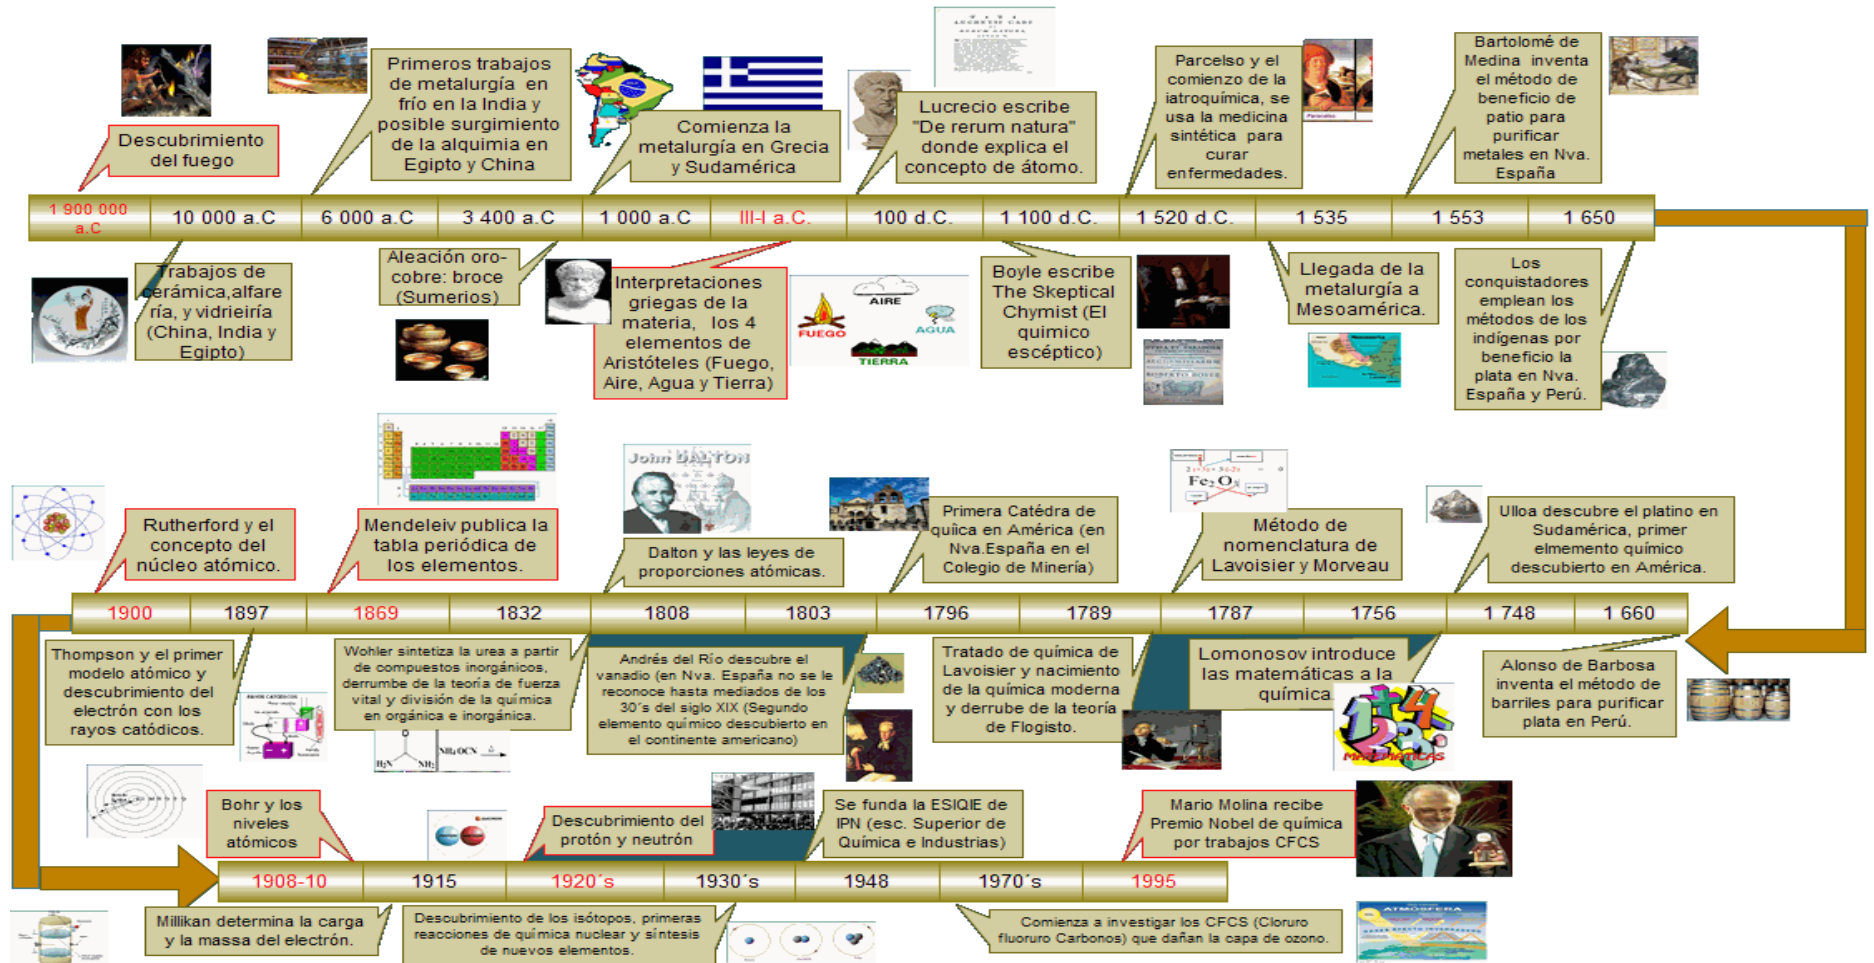 Descubrimiento
del fuego
Primeros trabajos
de metalurgía en
frío en la India y
posible surgimiento
de la alquimia en
Egipto y China
Comienza la
metalurgía en Grecia
y Sudamérica
Lucrecio escribe
"De rerum natura"
donde explica el
concepto de átomo.
Parcelso y el
comienzo de la
iatroquímica, se
usa la medicina
sintética para
curar
enfermedades.
Paracelso
Bartolomé de
Medina inventa
el método de
beneficio de
patio para
purificar
metales en Nva.
España
1 900 000
a.C
10 000 a.C
6 000 a.C
3 400 a.C
1 000 a.C
III-I a.C.
100 d.C.
1 100 d.C.
1 520 d.C.
1 535
1 553
1 650
Trabajos de
cerámica,alfare
ría, y vidrieiría
(China, India y
Egipto)
Aleación oro-
cobre: broce
(Sumerios)
Interpretaciones
griegas de la
materia, los 4
elementos de
Aristóteles (Fuego,
Aire, Agua y Tierra)
AIRE
FUEGO
AGUA
TIERRA
Boyle escribe
The Skeptical
Chymist (El
quimico
escéptico)
Llegada de la
metalurgía a
Mesoamérica.
Los
conquistadores
emplean los
métodos de los
indígenas por
beneficio la
plata en Nva.
España y Perú.
Rutherford y el
concepto del
núcleo atómico.
Mendeleiv publica la
tabla periódica de
los elementos.
John DALTON
Dalton y las leyes de
proporciones atómicas.
Primera Catédra de
quîica en América (en
Nva.España en el
Colegio de Minería)
Fe2 O3
Método de
nomenclatura de
Lavoisier y Morveau
Ulloa descubre el platino en
Sudamérica, primer
elmemento químico
descubierto en América.
1900
1897
1869
1832
1808
1803
1796
1789
1787
1756
1 748
1 660
Thompson y el primer
modelo atómico y
descubrimiento del
electrón con los
rayos catódicos.
RAYOS CATÓDICOS
Wohler sintetiza la urea a partir
de compuestos inorgánicos,
derrumbe de la teoría de fuerza
vital y división de la química
en orgánica e inorgánica.
O
H2N NH2
NH4 OCN
Andrés del Río descubre el
vanadio (en Nva. España no se le
reconoce hasta mediados de los
30´s del siglo XIX (Segundo
elemento químico descubierto en
el continente americano)
Tratado de química de
Lavoisier y nacimiento
de la química moderna
y derrube de la teoría
de Flogisto.
Lomonosov introduce
las matemáticas a la
química.
MATEMÁTICAS
Alonso de Barbosa
inventa el método de
barriles para purificar
plata en Perú.
Bohr y los
niveles
atómicos
Descubrimiento del
protón y neutrón
Se funda la ESIQIE de
IPN (esc. Superior de
Química e Industrias)
Mario Molina recibe
Premio Nobel de química
por trabajos CFCS
1908-10
1915
1920´s
1930´s
1948
1970´s
1995
Millikan determina la carga
y la massa del electrón.
Descubrimiento de los isótopos, primeras
reacciones de química nuclear y síntesis
de nuevos elementos.
Comienza a investigar los CFCS (Cloruro
fluoruro Carbonos) que dañan la capa de ozono.
ATMÓSFERA